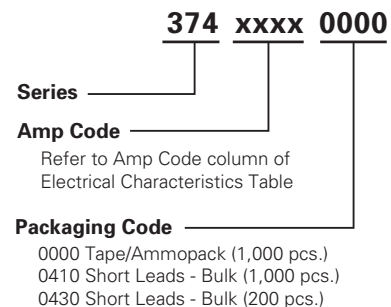 374 xxxx 0000
Series
Amp Code
Refer to Amp Code column of
Electrical Characteristics Table
Packaging Code
0000 Tape/Ammopack (1,000 pcs.)
0410 Short Leads - Bulk (1,000 pcs.)
0430 Short Leads - Bulk (200 pcs.)